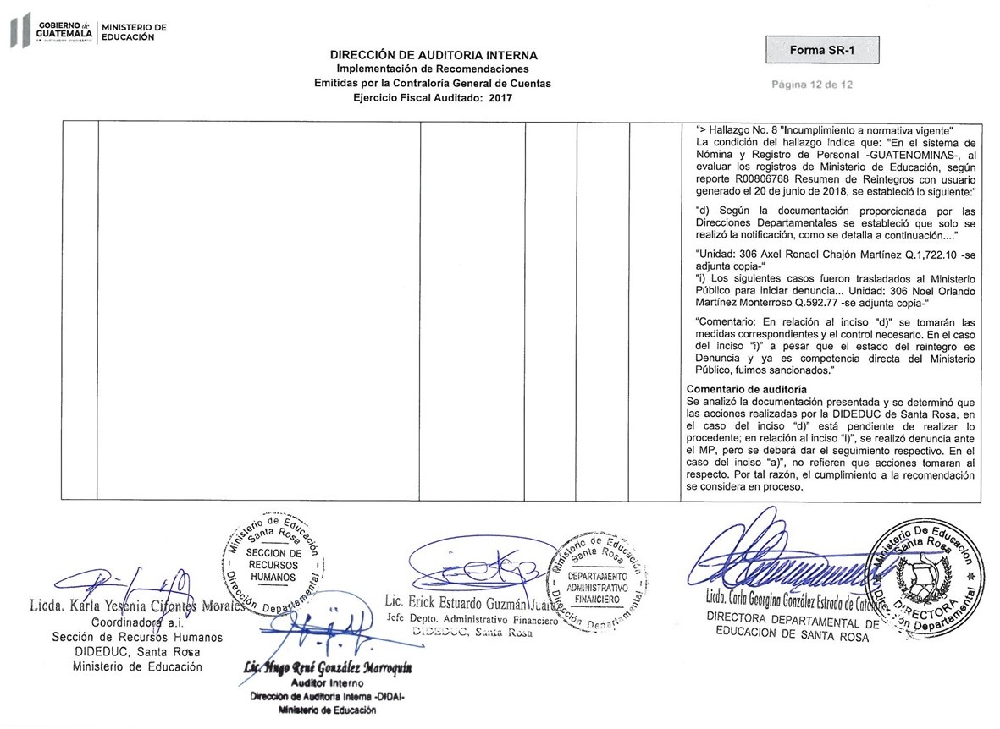 GOBIERNO de
GUATEMALA
MINISTERIO DE
EDUCACIÓN
DIRECCIÓN DE AUDITORIA INTERNA
Implementación de Recomendaciones
Emitidas por la Contraloría General de Cuentas
Ejercicio Fiscal Auditado: 2017
Forma SR-1
Página 12 de 12
“> Hallazgo No. 8 "Incumplimiento a normativa vigente"
La condición del hallazgo indica que: "En el sistema de
Nómina y Registro de Personal -GUATENOMINAS-, al
evaluar los registros de Ministerio de Educación, según
reporte R00806768 Resumen de Reintegros con usuario
generado el 20 de junio de 2018, se estableció lo siguiente:"
“d) Según la documentación proporcionada por las
Direcciones Departamentales se estableció que solo se
realizó la notificación, como se detalla a continuación....”
“Unidad: 306 Axel Ronael Chajón Martínez Q.1,722.10 -se
adjunta copia-“
“i) Los siguientes casos fueron trasladados al Ministerio
Público para iniciar denuncia... Unidad: 306 Noel Orlando
Martínez Monterroso Q.592.77 -se adjunta copia-“
“Comentario: En relación al inciso "d)" se tomarán las
medidas correspondientes y el control necesario. En el caso
del inciso “i)” a pesar que el estado del reintegro es
Denuncia y ya es competencia directa del Ministerio
Público, fuimos sancionados.”
Comentario de auditoría
Se analizó la documentación presentada y se determinó que
las acciones realizadas por la DIDEDUC de Santa Rosa, en
el caso del inciso “d)” está pendiente de realizar lo
procedente; en relación al inciso “i)”, se realizó denuncia ante
el MP, pero se deberá dar el seguimiento respectivo. En el
caso del inciso “a)”, no refieren que acciones tomaran al
respecto. Por tal razón, el cumplimiento a la recomendación
se considera en proceso.
Licda. Karla Yesenia Cifontes Morales
Coordinadora a.i.
Sección de Recursos Humanos
DIDEDUC, Santa Rosa
Ministerio de Educación
Ministerio de Educación
Santa Rosa
SECCION DE
RECURSOS
HUMANOS
Dirección Departamental
Lic. Hugo René González Marroquín
Auditor Interno
Dirección de Auditoria Interna -DIDAI-
Ministerio de Educación
Lic. Erick Estuardo Guzmán
Jefe Depto. Administrativo Financiero
DIDEDUC, Santa Rosa
Ministerio de Educación
Santa Rosa
DEPARTAMENTO
ADMINISTRATIVO
FINANCIERO
Dirección Departamental
Licda. Carla Georgina González Estrada de
DIRECTORA DEPARTAMENTAL DE
EDUCACION DE SANTA ROSA
Ministerio De Educacion
Santa Rosa
DIRECTORA
Dirección Departamental